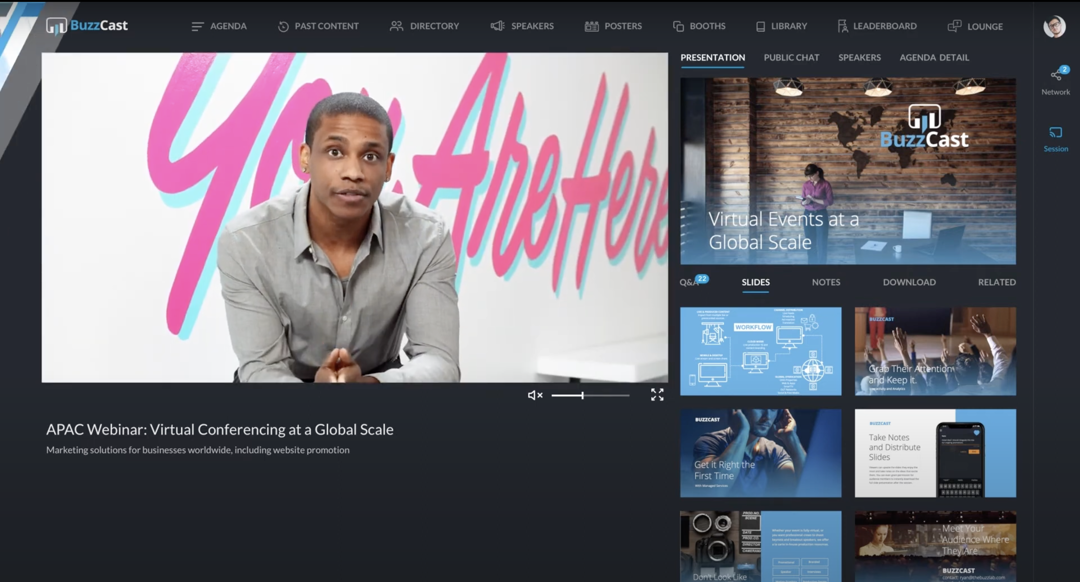 BuzzCast
AGENDA
PAST CONTENT
DIRECTORY
SPEAKERS
POSTERS
BOOTHS
LIBRARY
LEADERBOARD
LOUNGE
2
Network
Session
You Are Here
APAC Webinar: Virtual Conferencing at a Global Scale
Marketing solutions for businesses worldwide, including website promotion
PRESENTATION
PUBLIC CHAT
SPEAKERS
AGENDA DETAIL
BuzzCast
Virtual Events at a
Global Scale
Q&A 22
SLIDES
NOTES
DOWNLOAD
RELATED
WORKFLOW
BUZZCAST
Grab Their Attention
and Keep it.
BUZZCAST
Get it Right the
First Time
With Managed Services
BUZZCAST
Take Notes
and Distribute
Slides
Don't Look Like
Meet Your
Audience Where
They Are
BUZZCAST